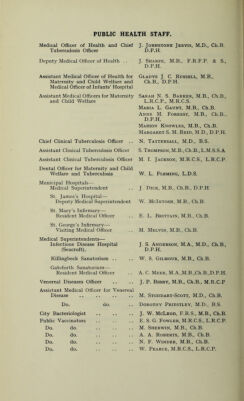 PUBLIC HEALTH STAFF.
Medical Officer of Health and Chief Tuberculosis Officer J. Johnstone Jervis, M.D., Ch.B. D.P.H.
Deputy Medical Officer of Health .. J. Sharpe, M.B., F.R.F.P. & S., D.P.H.
Assistant Medical Officer of Health for Maternity and Child Welfare and Medical Officer of Infants' Hospital Gladys J. C. Russell, M.B., Ch.B., D.P.H.
Assistant Medical Officers for Maternity and Child Welfare Sarah N. S. Barker, M.B., Ch.B., L.R.C.P., M.R.C.S.
Maria L. Gaunt, M.B., Ch.B.
Anne M. Forrest, M.B., Ch.B., D.P.H.
Marion Knowles, M.B., Ch.B.
Margaret S. M. Reid, M.D., D.P.H.
Chief Clinical Tuberculosis Officer .. N. Tattersall, M.D., B.S.
Assistant Clinical Tuberculosis Officer S. Thompson, M.B., Ch.B., L.M.S.S.A.
Assistant Clinical Tuberculosis Officer M. I. Jackson, M.R.C.S., L.R.C.P.
Dental Officer for Maternity and Child Welfare and Tuberculosis W. L. Fleming, L.D.S.
Municipal Hospitals—
Medical Superintendent .. J. Dick, M.B., Ch.B., D.P.H.
St. James's Hospital—
Deputy Medical Superintendent W. McIntosh, M.B., Ch.B.
St. Mary's Infirmary—
Resident Medical Officer .. E. L. Brittain, M.B., Ch.B.
St. George's Infirmary—
Visiting Medical Officer .. M. Melvin, M.B., Ch.B.
Medical Superintendents—
Infectious Disease Hospital (Seacroft). J. S. Anderson, M.A., M.D., Ch.B., D.P.H.
Killingbeck Sanatorium .. W. S. Gilmour, M.B., Ch.B.
Gateforth Sanatorium—
Resident Medical Officer A. C. Mee, M.A., M.B., Ch.B., D.P.H.
Venereal Diseases Officer .. J. P. Bibby, M.B., Ch.B., M.R.C.P
Assistant Medical Officer for Venereal Disease .. M. Stoddart-Scott, M.D., Ch.B.
Do. do. .. Dorothy Priestley, M.D., B.S.
City Bacteriologist .. J. W. McLeod, F.R.S., M.B., Ch.B.
Public Vaccinators .. E. S. G. Fowler, M.R.C.S., L.R.C.P.
Do. do. .. M. Sherwin, M.B., Ch.B.
Do. do. .. A. A. Roberts, M.B., Ch.B.
Do. do. .. N. F. Winder, M.B., Ch.B.
Do. do. .. W. Pearce, M.R.C.S., L.R.C.P.